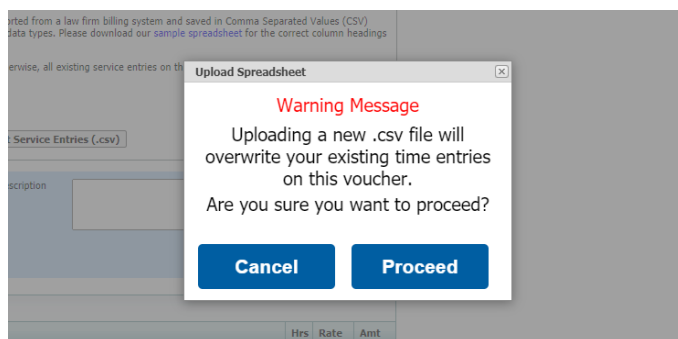 orted from a law firm billing system and saved in Comma Separated Values (CSV)
data types. Please download our sample spreadsheet for the correct column headings
erwise, all existing service entries on th
Upload Spreadsheet
Warning Message
Uploading a new .csv file will
overwrite your existing time entries
on this voucher.
Are you sure you want to proceed?
Cancel Proceed
t Service Entries (.csv)
scription
Hrs Rate Amt